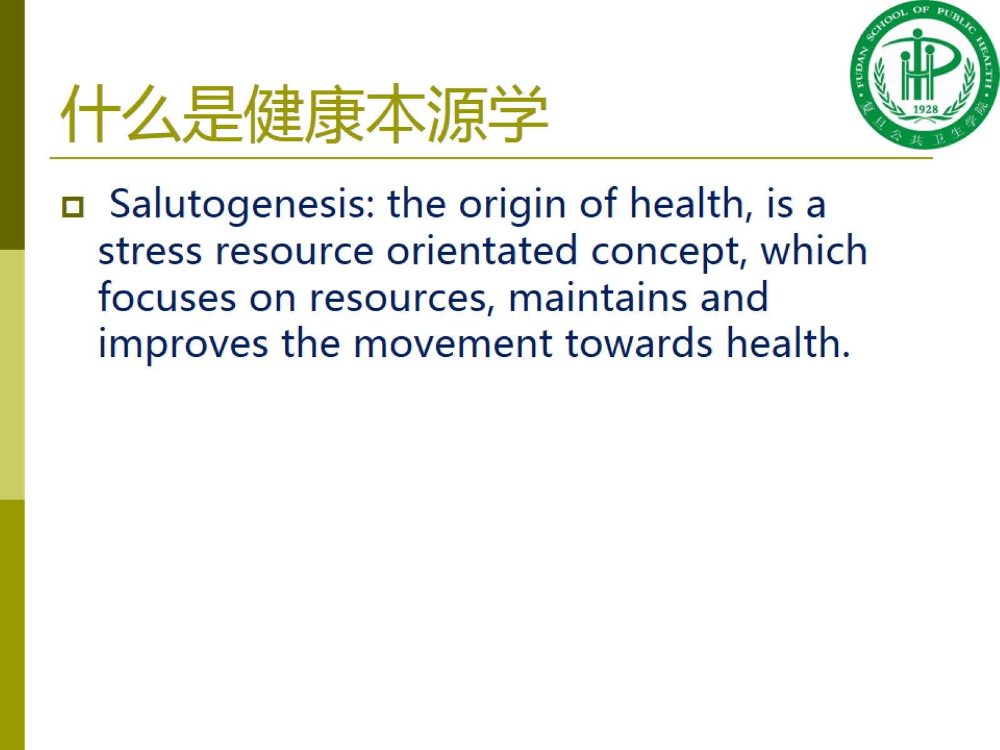 FUDAN SCHOOL OF PUBLIC HEALTH
1928
复旦公共卫生学院
什么是健康本源学
Salutogenesis: the origin of health, is a
stress resource orientated concept, which
focuses on resources, maintains and
improves the movement towards health.